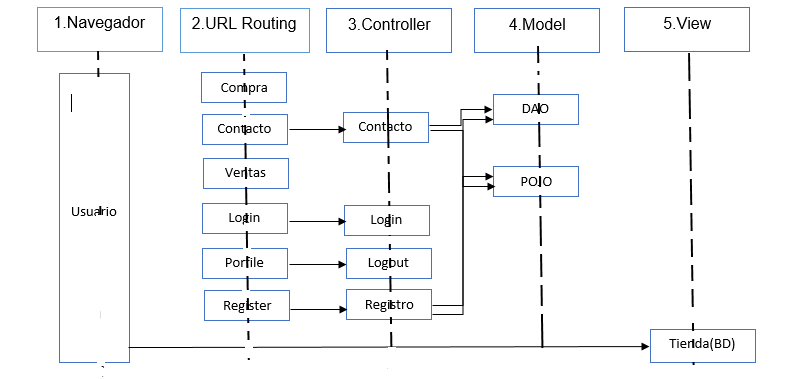 1.Navegador
2.URL Routing
3.Controller
4.Model
5.View
Compra
Contacto
Contacto
DAO
Ventas
POJO
Usuario
Login
Login
Porfile
Logout
Register
Registro
Tienda(BD)